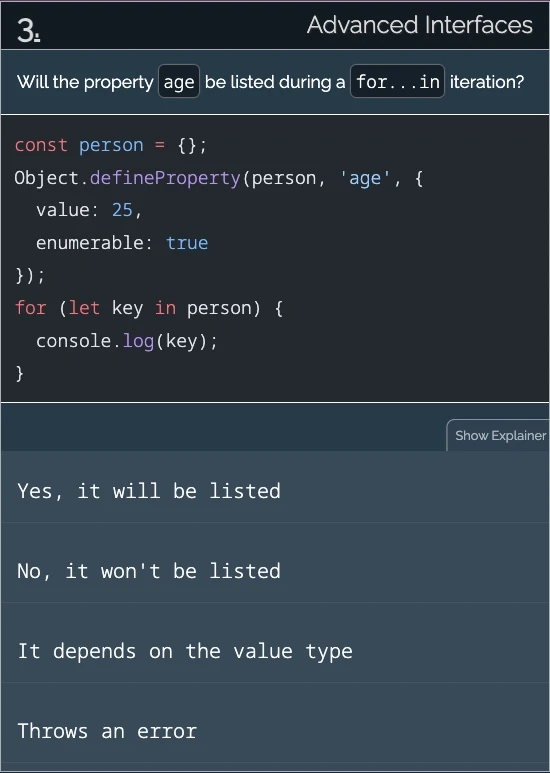 3.
Advanced Interfaces
Will the property age be listed during a for...in iteration?
const person = {};
Object.defineProperty(person, 'age', {
  value: 25,
  enumerable: true
});
for (let key in person) {
  console.log(key);
}
Show Explainer
Yes, it will be listed
No, it won't be listed
It depends on the value type
Throws an error